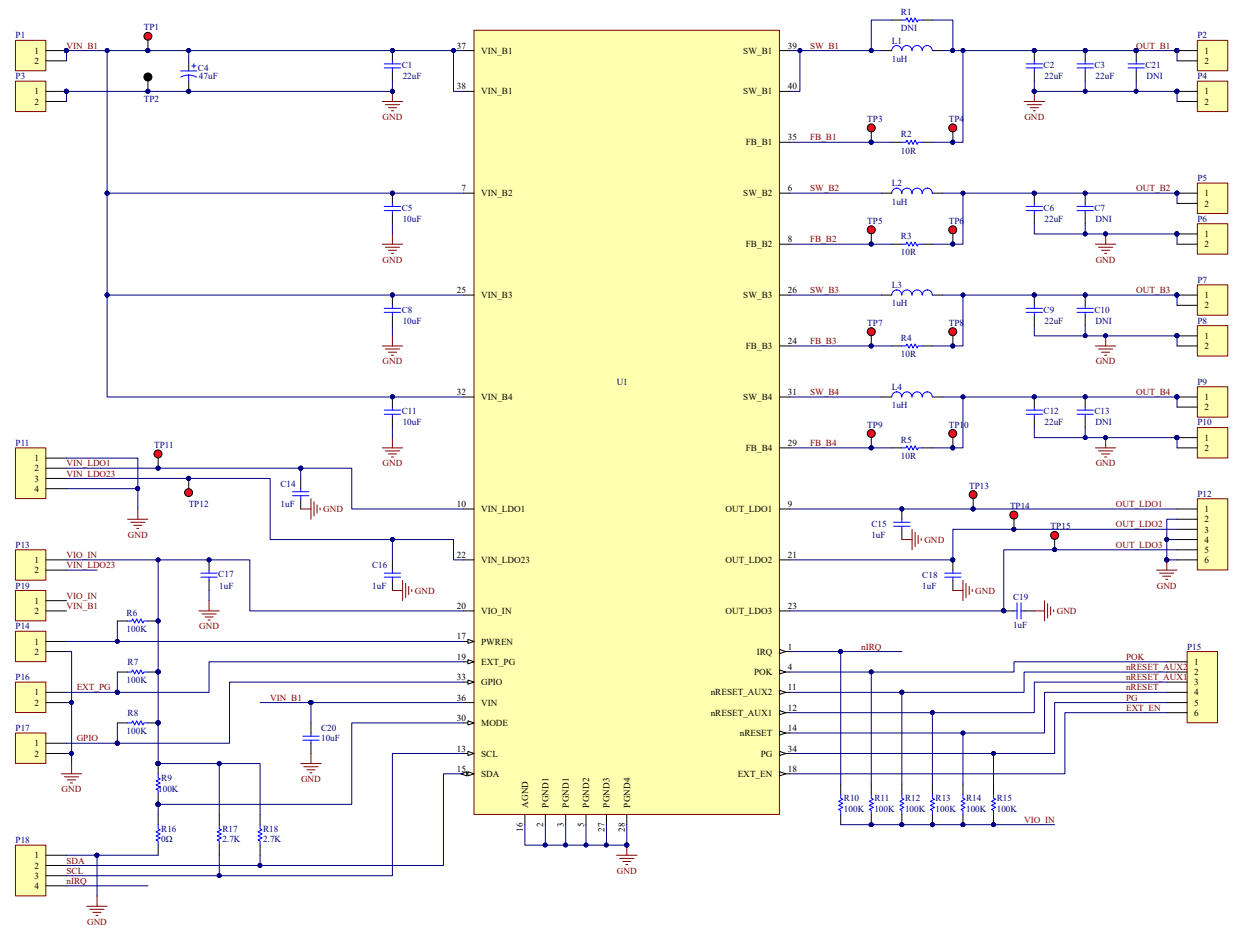 P1
1
2
VIN_B1
TP1
P3
1
2
TP2
C4
47uF
C1
22uF
GND
37
VIN_B1
38
VIN_B1
7
VIN_B2
C5
10uF
GND
25
VIN_B3
C8
10uF
GND
32
VIN_B4
C11
10uF
GND
P11
1
2
3
4
VIN_LDO1
VIN_LDO23
TP11
TP12
GND
C14
1uF
GND
10
VIN_LDO1
C16
1uF
GND
22
VIN_LDO23
P13
1
2
VIO_IN
VIN_LDO23
C17
1uF
GND
20
VIO_IN
P19
1
2
VIO_IN
VIN_B1
P14
1
2
R6
100K
17
PWREN
P16
1
2
EXT_PG
R7
100K
19
EXT_PG
33
GPIO
P17
1
2
GPIO
R8
100K
GND
VIN_B1
C20
10uF
GND
36
VIN
30
MODE
13
SCL
15
SDA
R9
100K
R16
0Ω
R17
2.7K
R18
2.7K
P18
1
2
3
4
SDA
SCL
nIRQ
GND
U1
AGND
PGND1
PGND1
PGND2
PGND3
PGND4
16
2
3
5
27
28
GND
SW_B1
39
SW_B1
R1
DNI
L1
1uH
SW_B1
40
C2
22uF
C3
22uF
C21
DNI
OUT_B1
P2
1
2
P4
1
2
GND
FB_B1
35
FB_B1
TP3
R2
10R
TP4
SW_B2
6
SW_B2
L2
1uH
C6
22uF
C7
DNI
OUT_B2
P5
1
2
P6
1
2
GND
FB_B2
8
FB_B2
TP5
R3
10R
TP6
SW_B3
26
SW_B3
L3
1uH
C9
22uF
C10
DNI
OUT_B3
P7
1
2
P8
1
2
GND
FB_B3
24
FB_B3
TP7
R4
10R
TP8
SW_B4
31
SW_B4
L4
1uH
C12
22uF
C13
DNI
OUT_B4
P9
1
2
P10
1
2
GND
FB_B4
29
FB_B4
TP9
R5
10R
TP10
OUT_LDO1
9
C15
1uF
GND
TP13
TP14
TP15
OUT_LDO1
OUT_LDO2
OUT_LDO3
P12
1
2
3
4
5
6
GND
OUT_LDO2
21
C18
1uF
GND
OUT_LDO3
23
C19
1uF
GND
IRQ
1
nIRQ
POK
4
nRESET_AUX2
11
nRESET_AUX1
12
nRESET
14
PG
34
EXT_EN
18
POK
nRESET_AUX2
nRESET_AUX1
nRESET
PG
EXT_EN
P15
1
2
3
4
5
6
R10
100K
R11
100K
R12
100K
R13
100K
R14
100K
R15
100K
VIO_IN